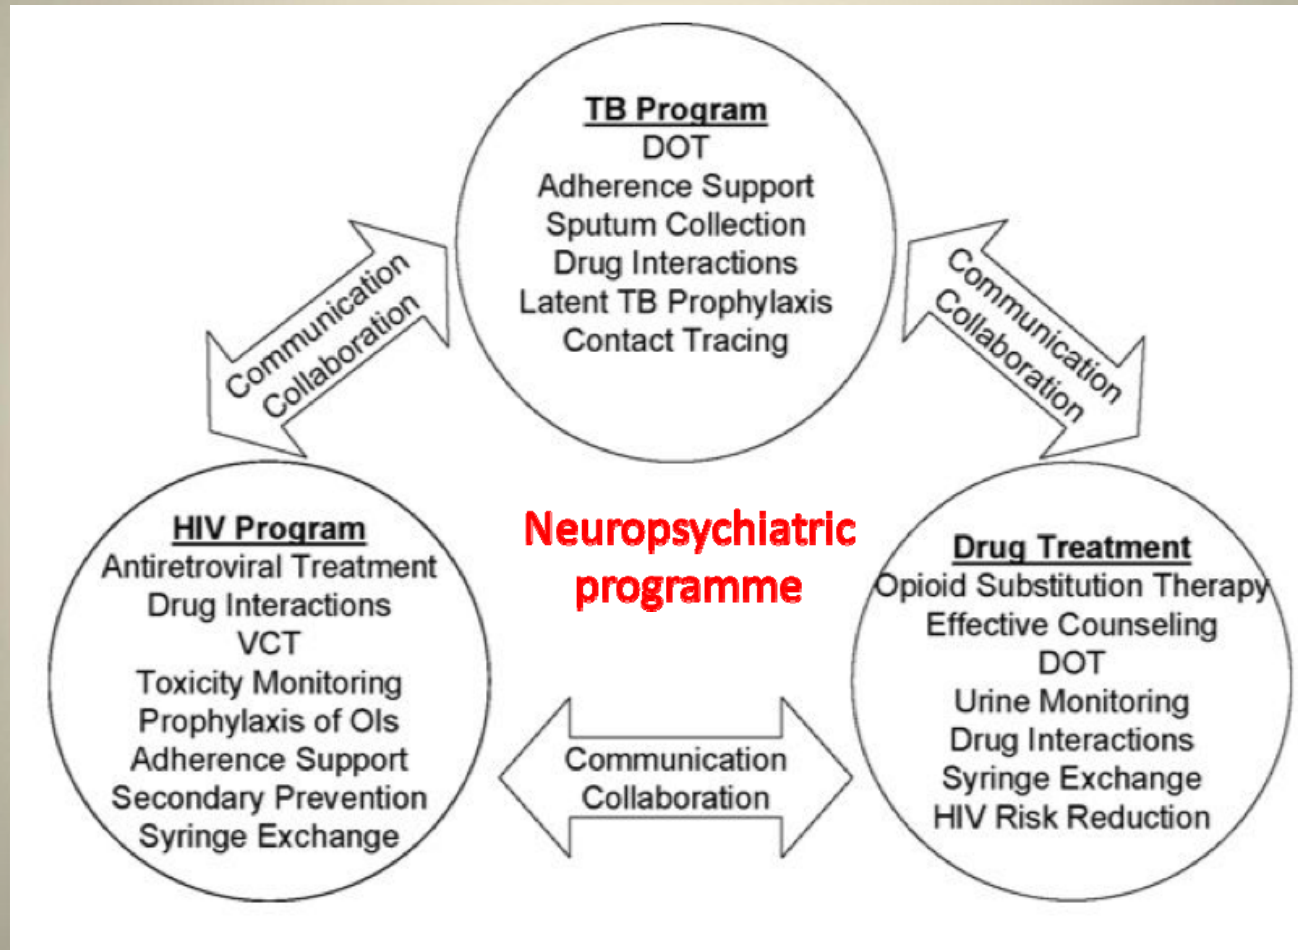 TB Program
DOT
Adherence Support
Sputum Collection
Drug Interactions
Latent TB Prophylaxis
Contact Tracing
Communication
Collaboration
Communication
Collaboration
Neuropsychiatric
programme
HIV Program
Antiretroviral Treatment
Drug Interactions
VCT
Toxicity Monitoring
Prophylaxis of OIs
Adherence Support
Secondary Prevention
Syringe Exchange
Communication
Collaboration
Drug Treatment
Opioid Substitution Therapy
Effective Counseling
DOT
Urine Monitoring
Drug Interactions
Syringe Exchange
HIV Risk Reduction